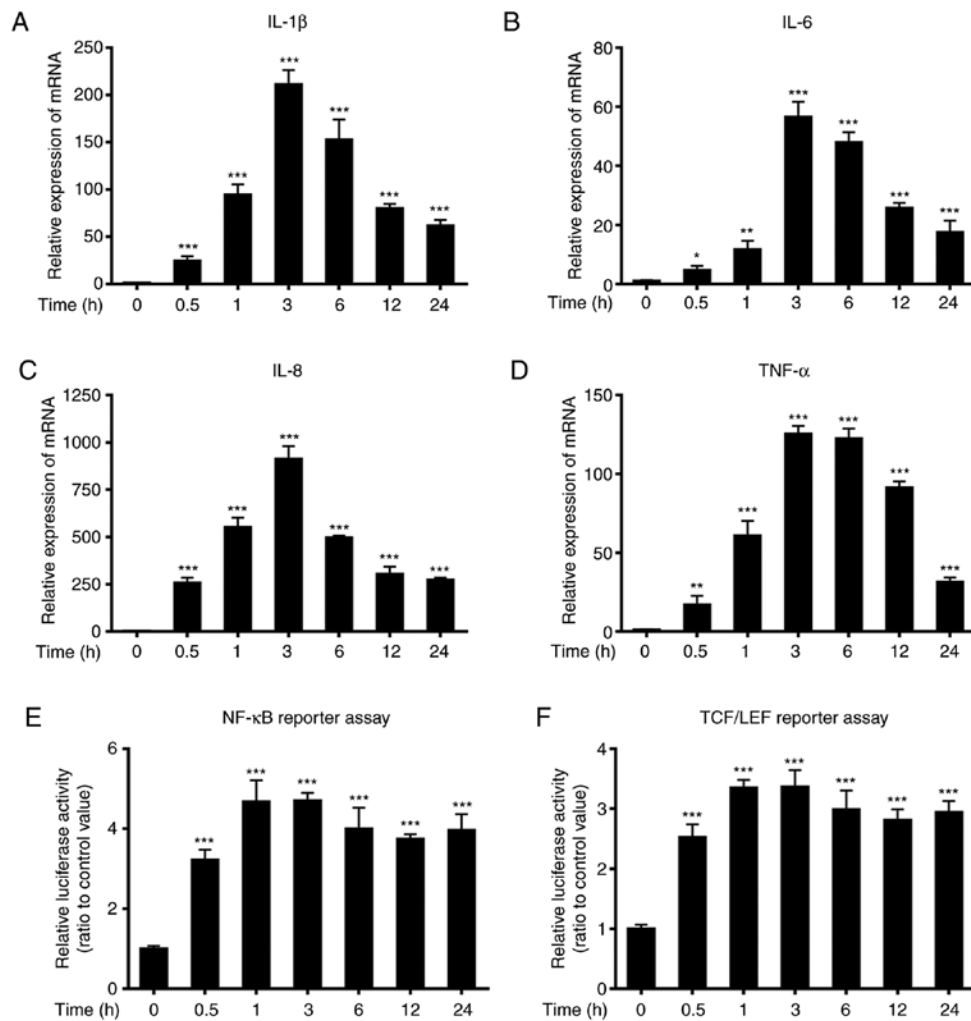 A
IL-1β
Relative expression of mRNA
250
200
150
100
50
0
***
***
***
***
***
***
Time (h)
0 0.5 1 3 6 12 24
B
IL-6
Relative expression of mRNA
80
60
40
20
0
*
**
***
***
***
***
Time (h)
0 0.5 1 3 6 12 24
C
IL-8
Relative expression of mRNA
1250
1000
750
500
250
0
***
***
***
***
***
***
Time (h)
0 0.5 1 3 6 12 24
D
TNF-α
Relative expression of mRNA
150
100
50
0
**
***
***
***
***
***
Time (h)
0 0.5 1 3 6 12 24
E
NF-κB reporter assay
Relative luciferase activity
(ratio to control value)
6
4
2
0
***
***
***
***
***
***
Time (h)
0 0.5 1 3 6 12 24
F
TCF/LEF reporter assay
Relative luciferase activity
(ratio to control value)
4
3
2
1
0
***
***
***
***
***
***
Time (h)
0 0.5 1 3 6 12 24